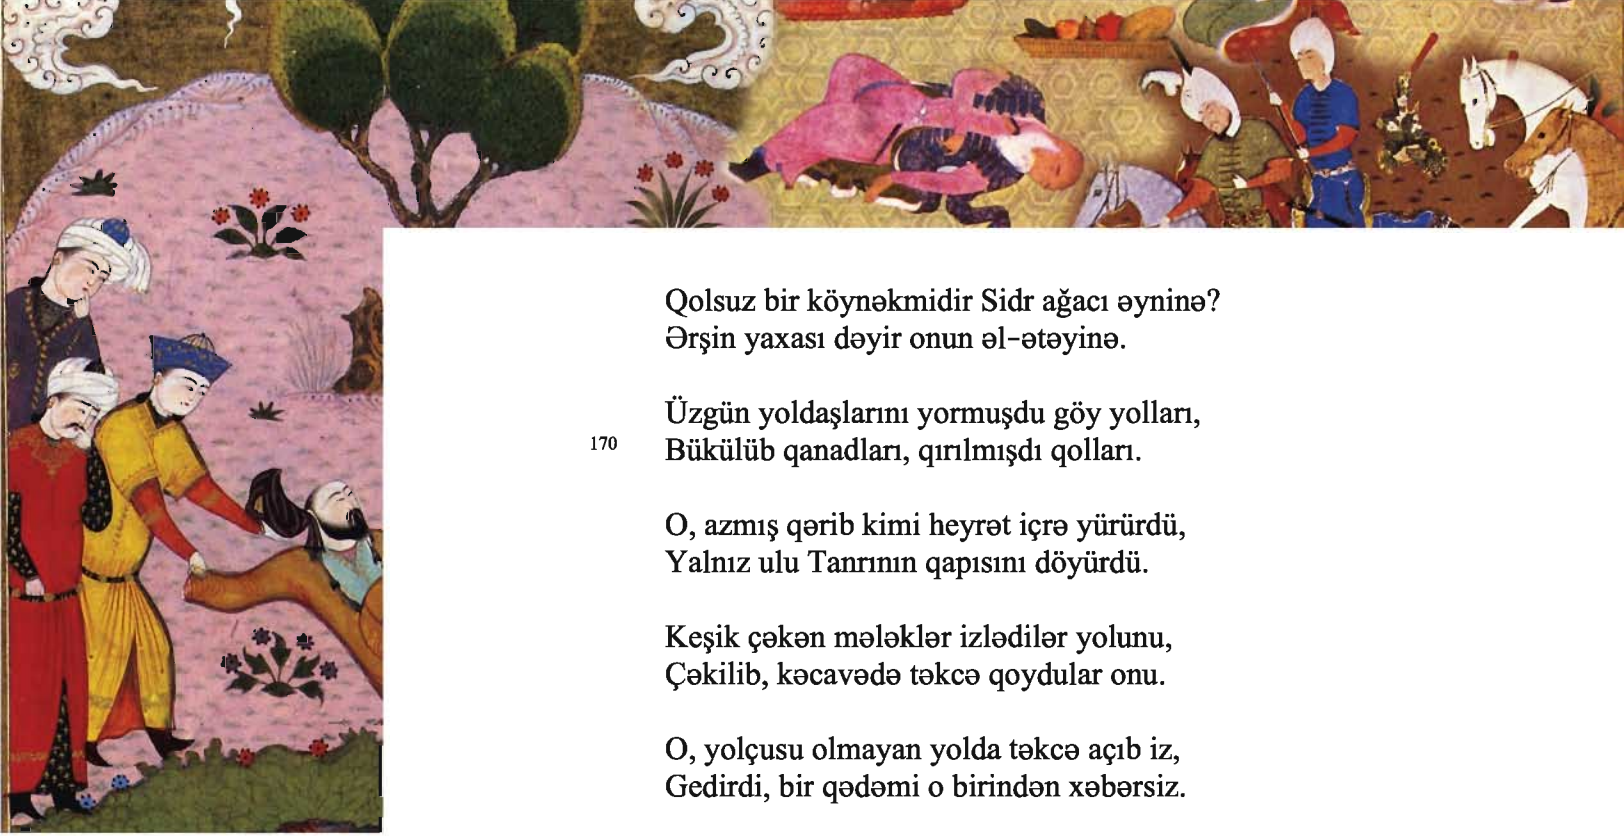 Qolsuz bir köynəkmidir Sidr ağacı əyninə?
Ərşin yaxası dəyir onun əl-ətəyinə.
Üzgün yoldaşlarını yormuşdu göy yolları,
170 Bükülüb qanadları, qırılmışdı qolları.
O, azmış qərib kimi heyrət içrə yürürdü,
Yalnız ulu Tanrının qapısını döyürdü.
Keşik çəkən mələklər izlədilər yolunu,
Çəkilib, kəcavədə təkcə qoydular onu.
O, yolçusu olmayan yolda təkcə açıb iz,
Gedirdi, bir qədəmi o birindən xəbərsiz.